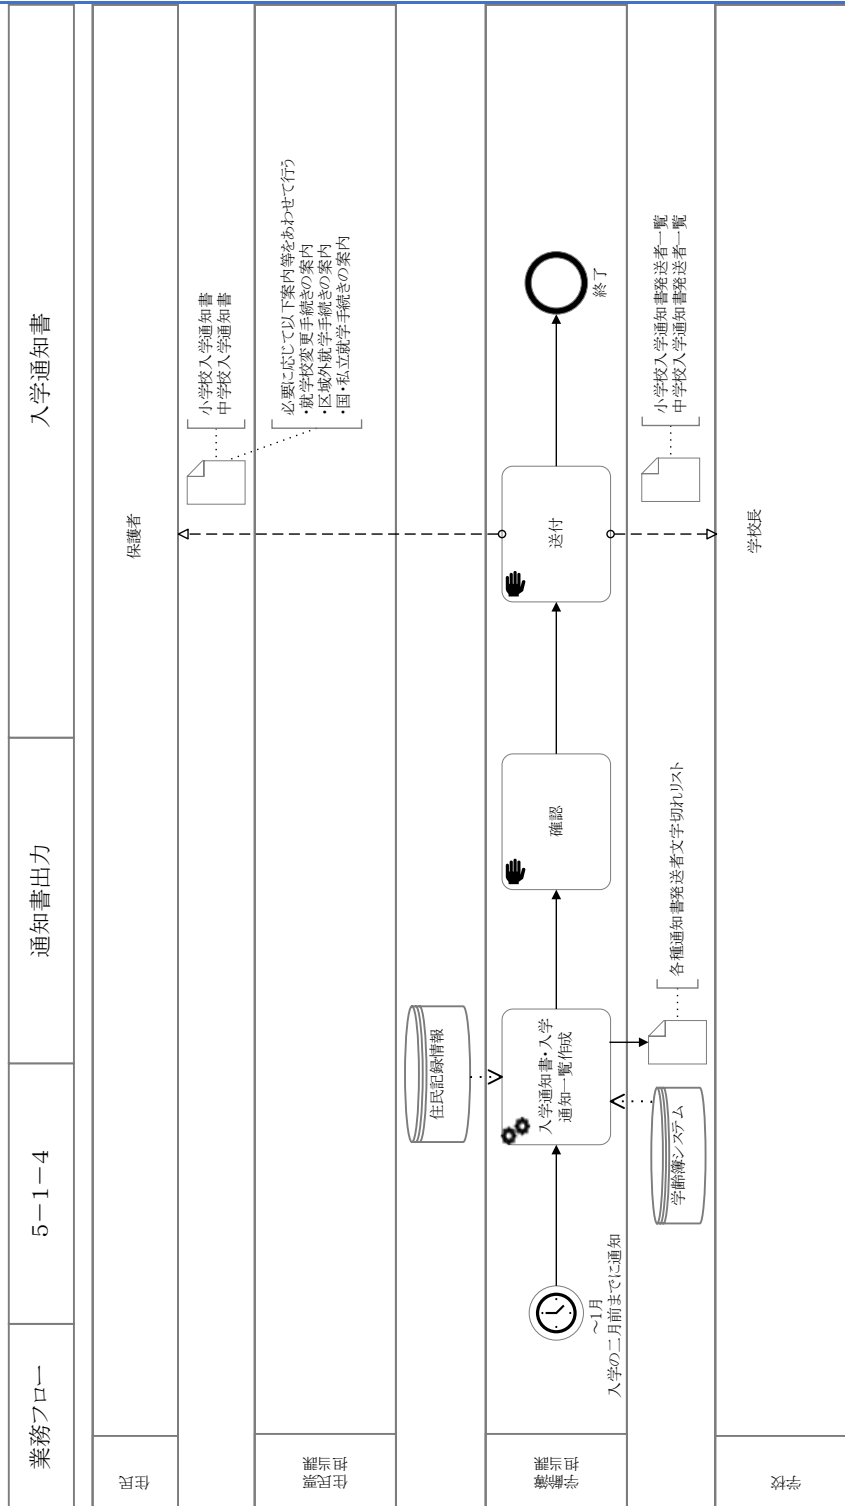 業務フロー
5－1－4
通知書出力
入学通知書
住民
保護者
小学校入学通知書
中学校入学通知書
住民票
担当課
必要に応じて以下案内等をあわせて行う
・就学校変更手続きの案内
・区域外就学手続きの案内
・国・私立就学手続きの案内
住民記録情報
学齢簿
担当課
～1月
入学の二月前までに通知
入学通知書・入学
通知一覧作成
確認
送付
終了
学齢簿システム
各種通知書発送者文字切れリスト
小学校入学通知書発送者一覧
中学校入学通知書発送者一覧
学校
学校長